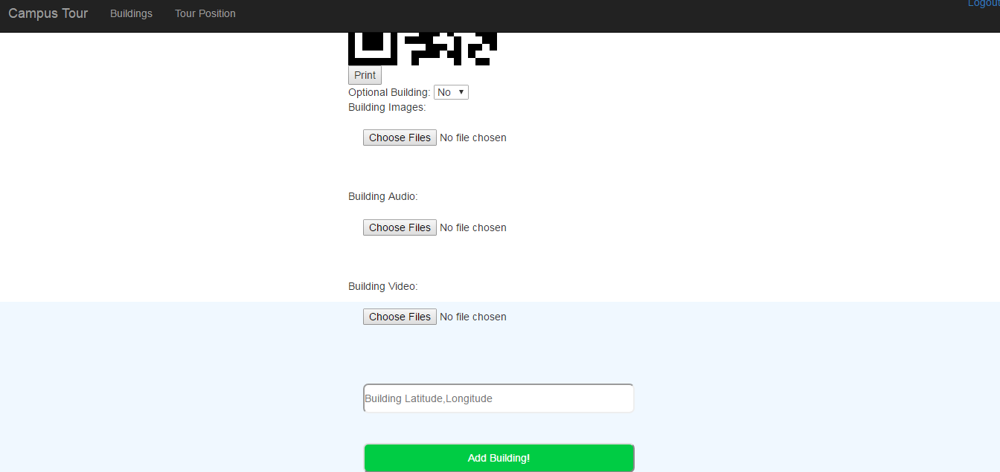 Campus Tour Buildings Tour Position Logout
Print
Optional Building: No
Building Images:
Choose Files No file chosen
Building Audio:
Choose Files No file chosen
Building Video:
Choose Files No file chosen
Building Latitude,Longitude
Add Building!